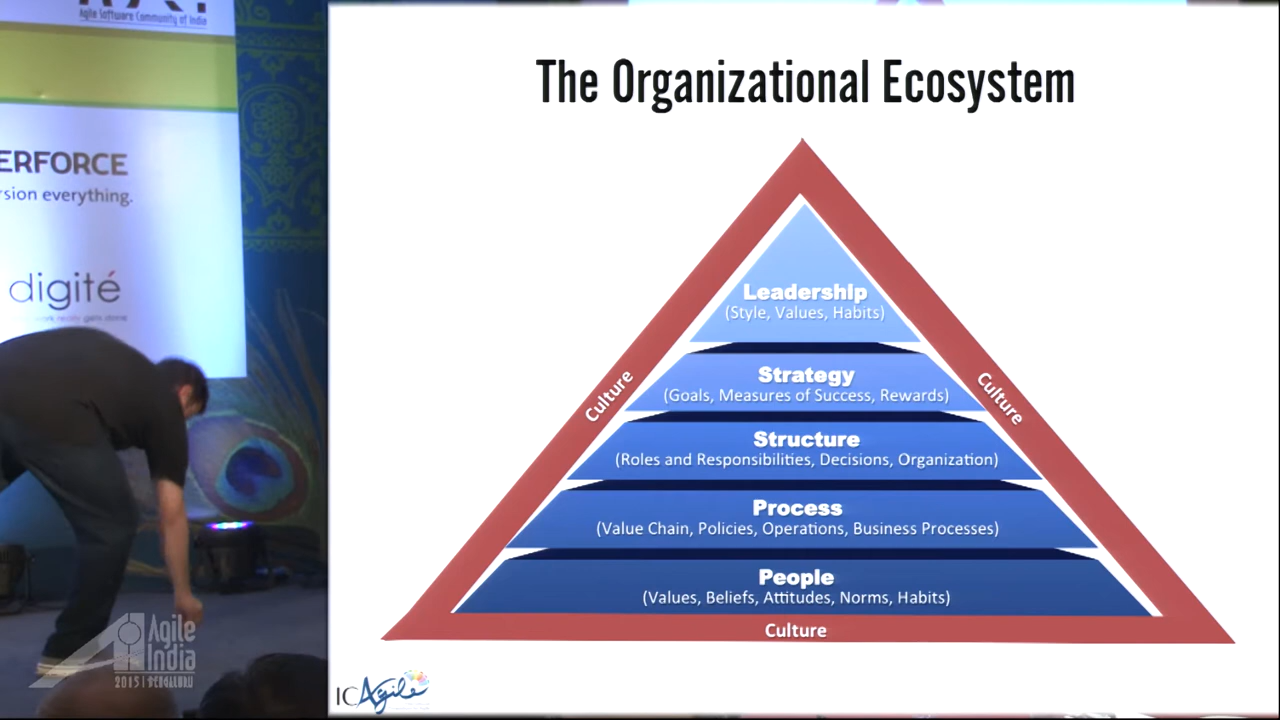 Agile Software Community of India
ERFORCE
rsion everything.
digité
The Organizational Ecosystem
Leadership
(Style, Values, Habits)
Strategy
(Goals, Measures of Success, Rewards)
Structure
(Roles and Responsibilities, Decisions, Organization)
Process
(Value Chain, Policies, Operations, Business Processes)
People
(Values, Beliefs, Attitudes, Norms, Habits)
Culture
Culture
Culture
Agile
India
2015 | BENGALURU
ICAgile